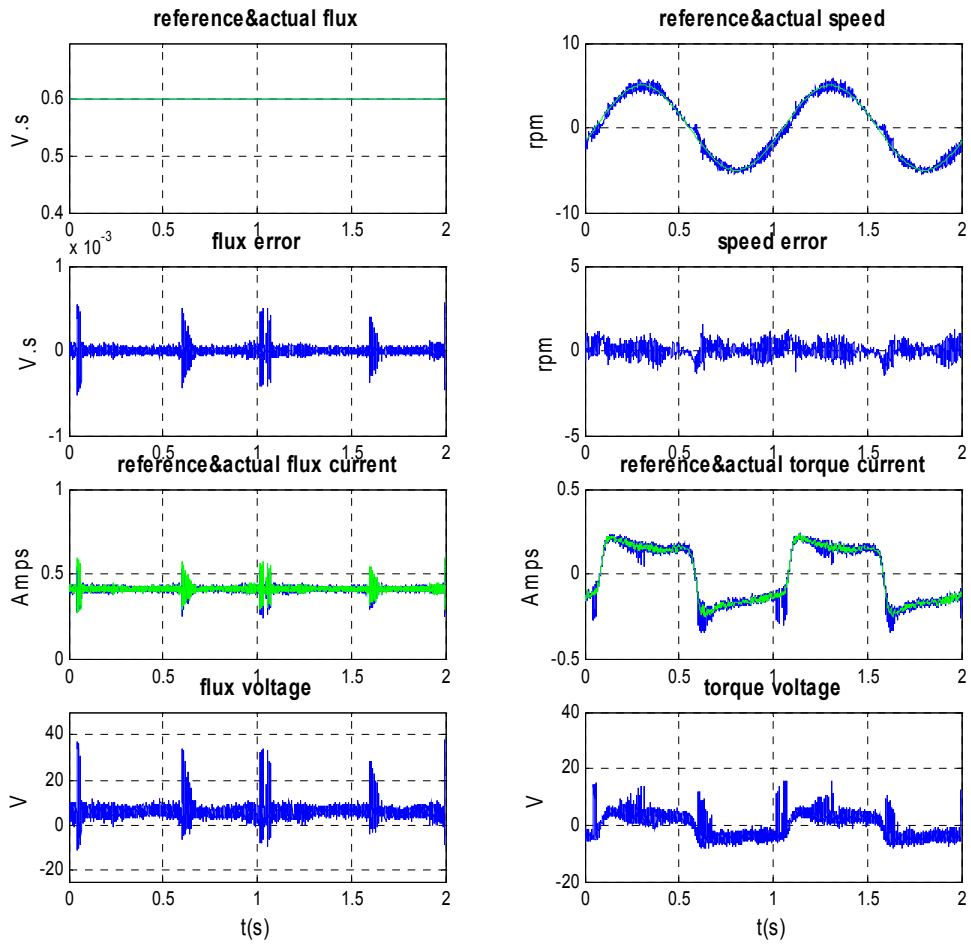 reference&actual flux
0.6
0.5
0.4
V.s
0 0.5 1 1.5 2
reference&actual speed
10
0
-10
rpm
0 0.5 1 1.5 2
x 10-3
flux error
1
0
-1
V.s
0 0.5 1 1.5 2
speed error
5
0
-5
rpm
0 0.5 1 1.5 2
reference&actual flux current
1
0.5
0
Amps
0 0.5 1 1.5 2
reference&actual torque current
0.5
0
-0.5
Amps
0 0.5 1 1.5 2
flux voltage
40
20
0
-20
V
0 0.5 1 1.5 2
t(s)
torque voltage
40
20
0
-20
V
0 0.5 1 1.5 2
t(s)